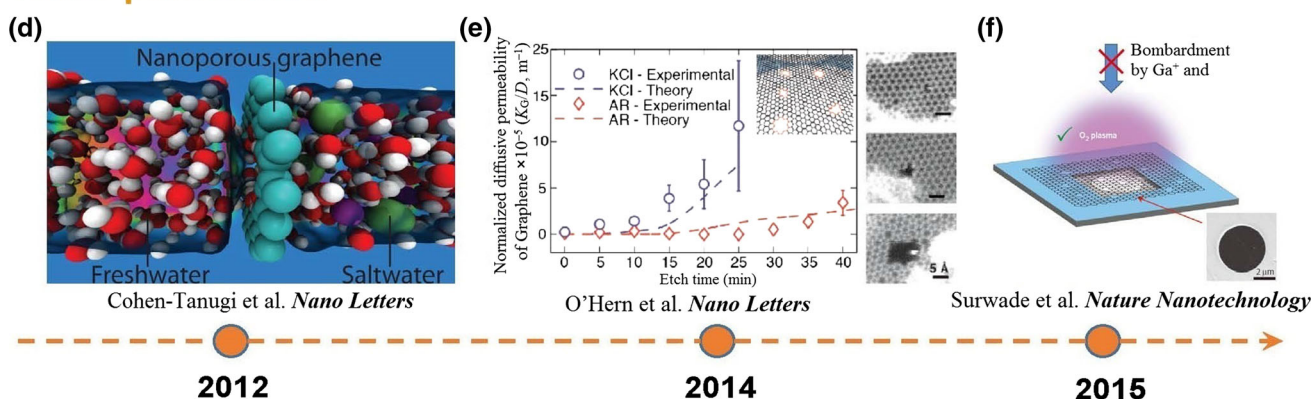 (d)
Nanoporous graphene
Freshwater
Saltwater
Cohen-Tanugi et al. Nano Letters
(e)
Normalized diffusive permeability
of Graphene ×10⁻⁵ (K_G/D, m⁻¹)
25
20
15
10
5
0
KCI - Experimental
KCI - Theory
AR - Experimental
AR - Theory
0 5 10 15 20 25 30 35 40
Etch time (min)
5 Å
O'Hern et al. Nano Letters
(f)
Bombardment
by Ga⁺ and
✓ O₂ plasma
2 μm
Surwade et al. Nature Nanotechnology
2012
2014
2015